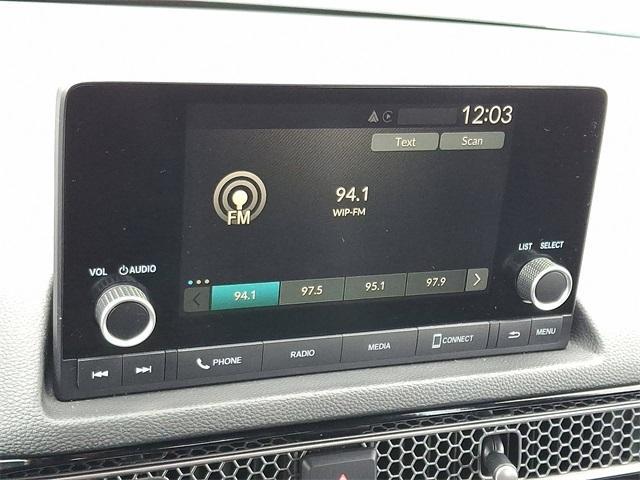 12:03
Text Scan
94.1
WIP-FM
FM
LIST SELECT
VOL AUDIO
94.1 97.5 95.1 97.9
PHONE RADIO MEDIA CONNECT MENU